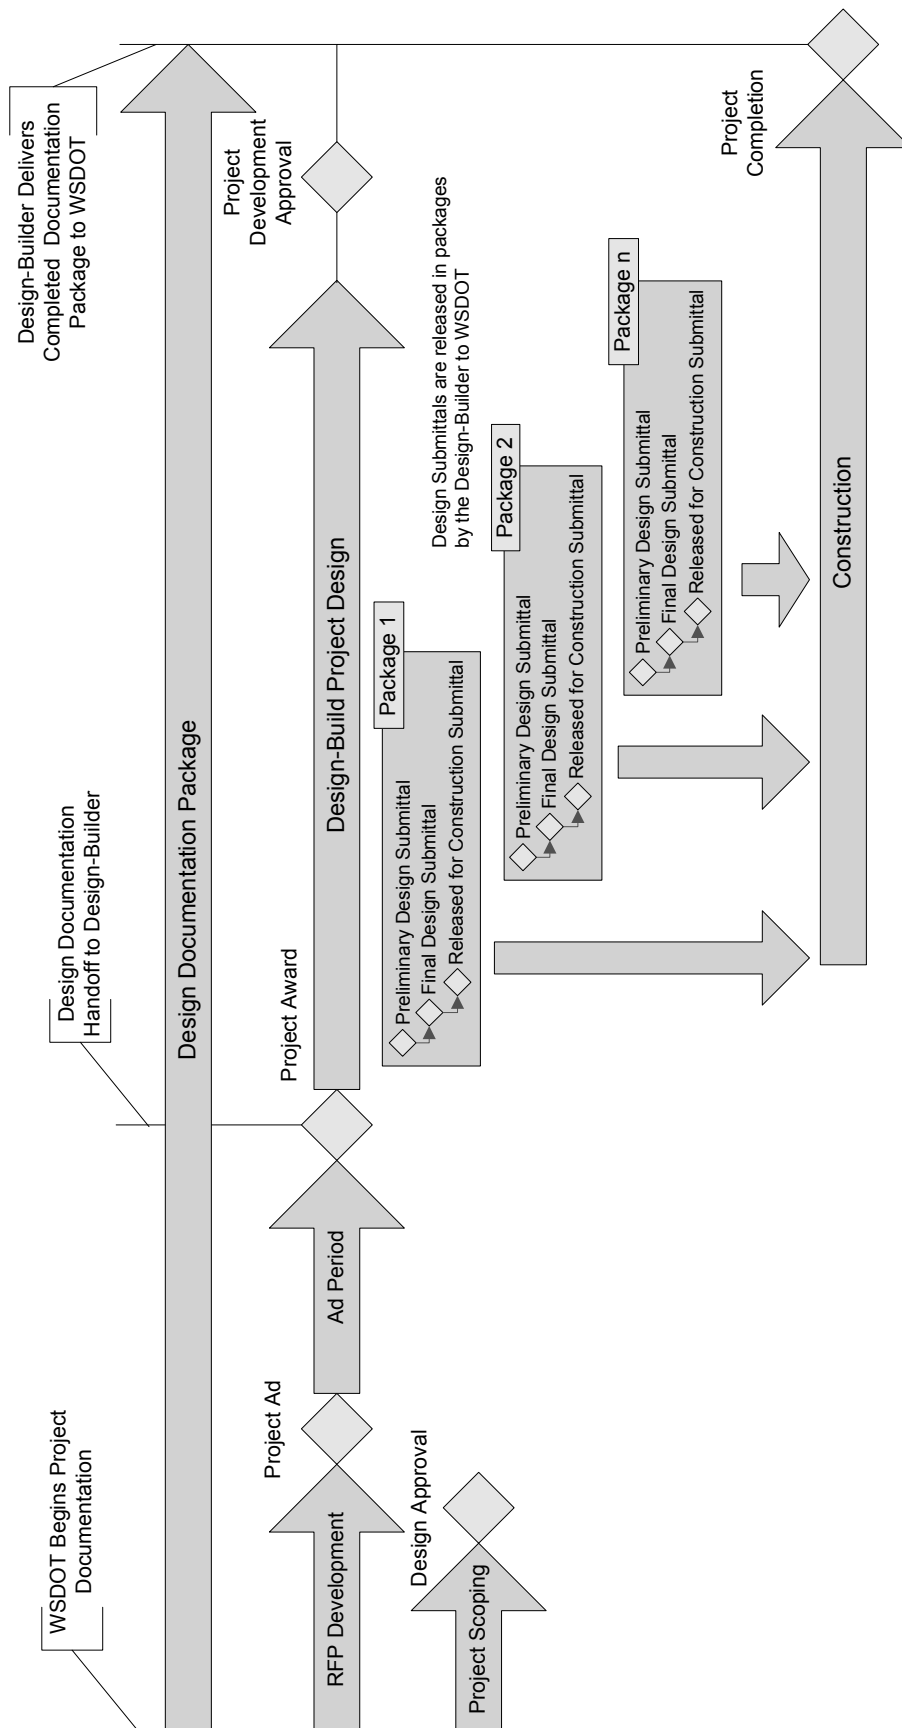 WSDOT Begins Project
Documentation
Design Documentation
Handoff to Design-Builder
Design-Builder Delivers
Completed Documentation
Package to WSDOT
Design Documentation Package
Project Ad
Project Award
Project
Development
Approval
RFP Development
Ad Period
Design-Build Project Design
Design Approval
Project Scoping
Package 1
Preliminary Design Submittal
Final Design Submittal
Released for Construction Submittal
Design Submittals are released in packages
by the Design-Builder to WSDOT
Package 2
Preliminary Design Submittal
Final Design Submittal
Released for Construction Submittal
Package n
Preliminary Design Submittal
Final Design Submittal
Released for Construction Submittal
Project
Completion
Construction